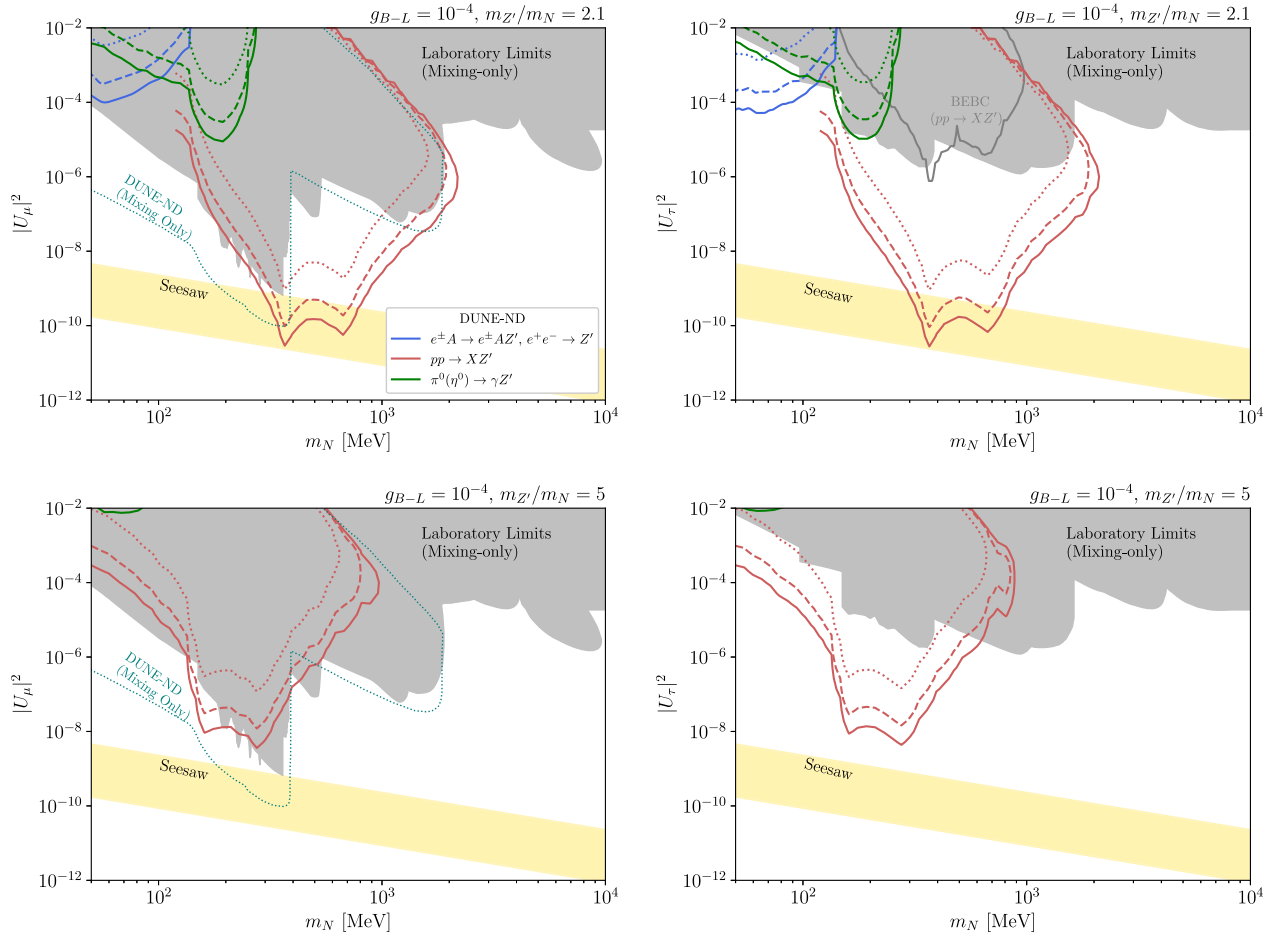 g_{B-L} = 10^{-4}, m_{Z'}/m_N = 2.1
10^{-2}
10^{-4}
10^{-6}
10^{-8}
10^{-10}
10^{-12}
|U_μ|^2
Laboratory Limits
(Mixing-only)
DUNE-ND
(Mixing Only)
Seesaw
DUNE-ND
e^±A → e^±AZ', e^+e^- → Z'
pp → XZ'
π^0(η^0) → γZ'
10^2
10^3
10^4
m_N [MeV]
g_{B-L} = 10^{-4}, m_{Z'}/m_N = 2.1
10^{-2}
10^{-4}
10^{-6}
10^{-8}
10^{-10}
10^{-12}
|U_τ|^2
Laboratory Limits
(Mixing-only)
BEBC
(pp → XZ')
Seesaw
10^2
10^3
10^4
m_N [MeV]
g_{B-L} = 10^{-4}, m_{Z'}/m_N = 5
10^{-2}
10^{-4}
10^{-6}
10^{-8}
10^{-10}
10^{-12}
|U_μ|^2
Laboratory Limits
(Mixing-only)
DUNE-ND
(Mixing Only)
Seesaw
10^2
10^3
10^4
m_N [MeV]
g_{B-L} = 10^{-4}, m_{Z'}/m_N = 5
10^{-2}
10^{-4}
10^{-6}
10^{-8}
10^{-10}
10^{-12}
|U_τ|^2
Laboratory Limits
(Mixing-only)
Seesaw
10^2
10^3
10^4
m_N [MeV]